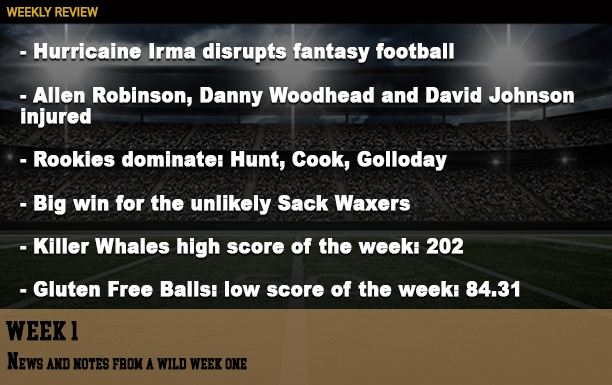 WEEKLY REVIEW
- Hurricaine Irma disrupts fantasy football
- Allen Robinson, Danny Woodhead and David Johnson
injured
- Rookies dominate: Hunt, Cook, Golloday
- Big win for the unlikely Sack Waxers
- Killer Whales high score of the week: 202
- Gluten Free Balls: low score of the week: 84.31
WEEK 1
News and notes from a wild week one